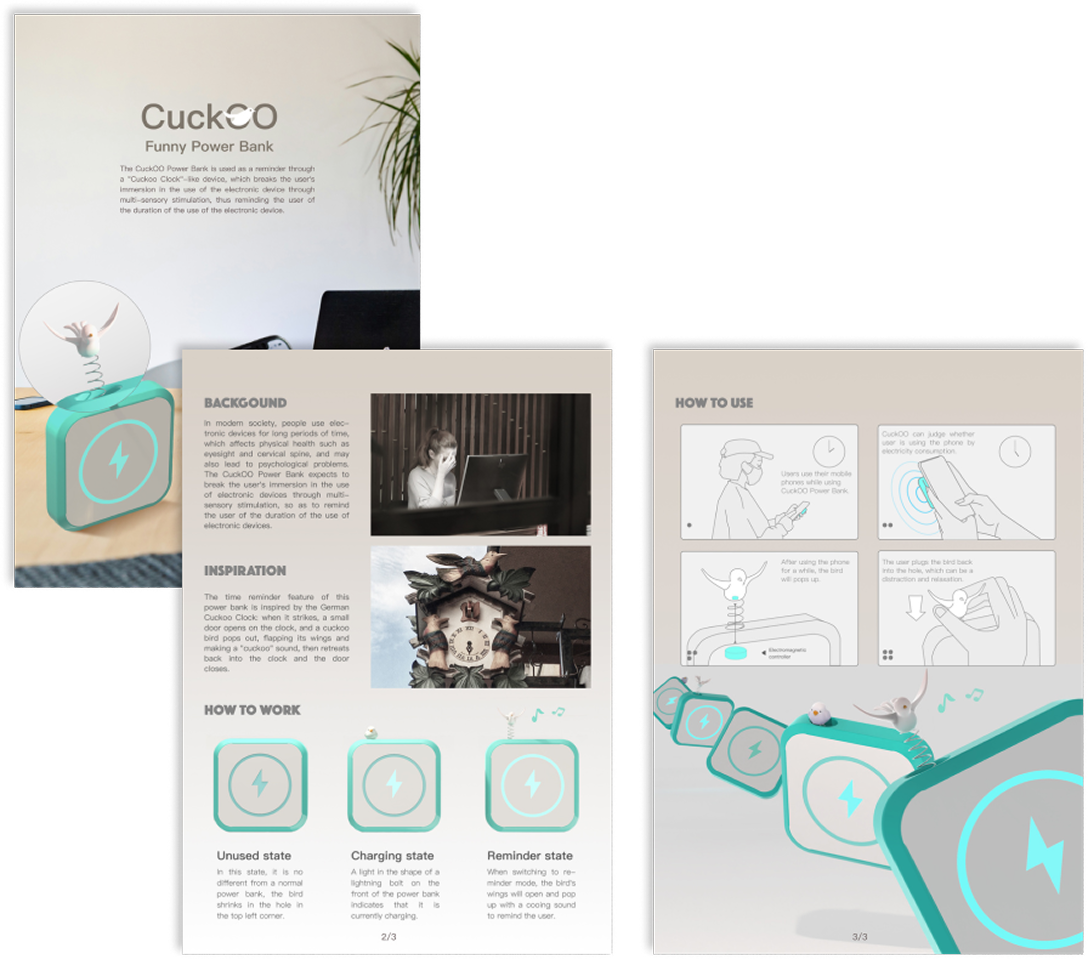 CuckOO
Funny Power Bank
The CuckOO Power Bank is used as a reminder through
a "Cuckoo Clock"-like device, which breaks the user's
immersion in the use of the electronic device through
multi-sensory stimulation, thus reminding the user of
the duration of the use of the electronic device.
BACKGOUND
In modern society, people use elec-
tronic devices for long periods of time,
which affects physical health such as
eyesight and cervical spine, and may
also lead to psychological problems.
The CuckOO Power Bank expects to
break the user's immersion in the use
of electronic devices through multi-
sensory stimulation, so as to remind
the user of the duration of the use of
electronic devices.
INSPIRATION
The time reminder feature of this
power bank is inspired by the German
Cuckoo Clock: when it strikes, a small
door opens on the clock, and a cuckoo
bird pops out, flapping its wings and
making a "cuckoo" sound, then retreats
back into the clock and the door
closes.
HOW TO WORK
Unused state
In this state, it is no
different from a normal
power bank, the bird
shrinks in the hole in
the top left corner.
Charging state
A light in the shape of a
lightning bolt on the
front of the power bank
indicates that it is
currently charging.
Reminder state
When switching to re-
minder mode, the bird's
wings will open and pop
up with a cooing sound
to remind the user.
2/3
HOW TO USE
Users use their mobile
phones while using
CuckOO Power Bank.
CuckOO can judge whether
user is using the phone by
electricity consumption.
After using the phone
for a while, the bird
will pops up.
Electromagnetic
controller
The user plugs the bird back
into the hole, which can be a
distraction and relaxation.
3/3